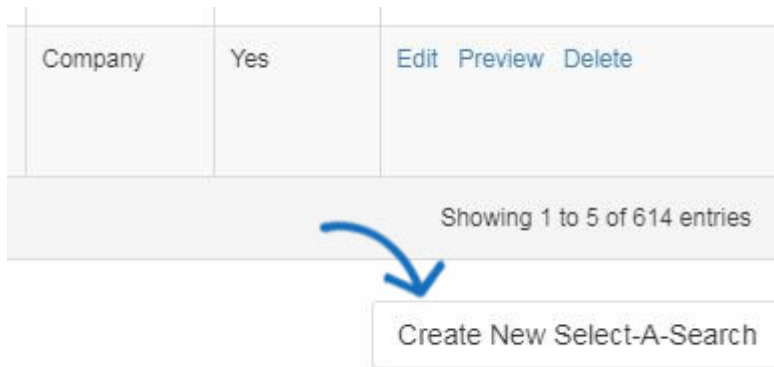 Company Yes Edit Preview Delete
Showing 1 to 5 of 614 entries
Create New Select-A-Search